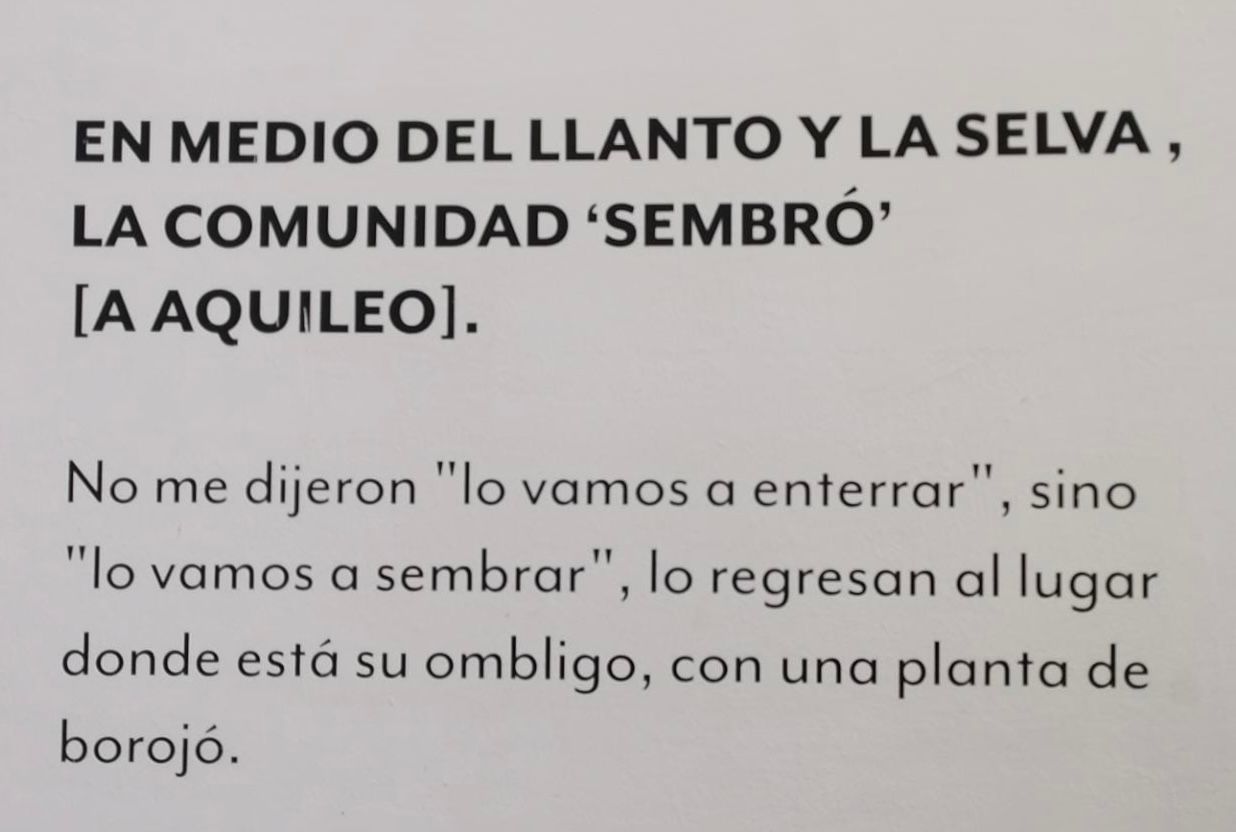 EN MEDIO DEL LLANTO Y LA SELVA ,
LA COMUNIDAD ‘SEMBRÓ’
[A AQUILEO].
No me dijeron "lo vamos a enterrar", sino
"lo vamos a sembrar", lo regresan al lugar
donde está su ombligo, con una planta de
borojó.